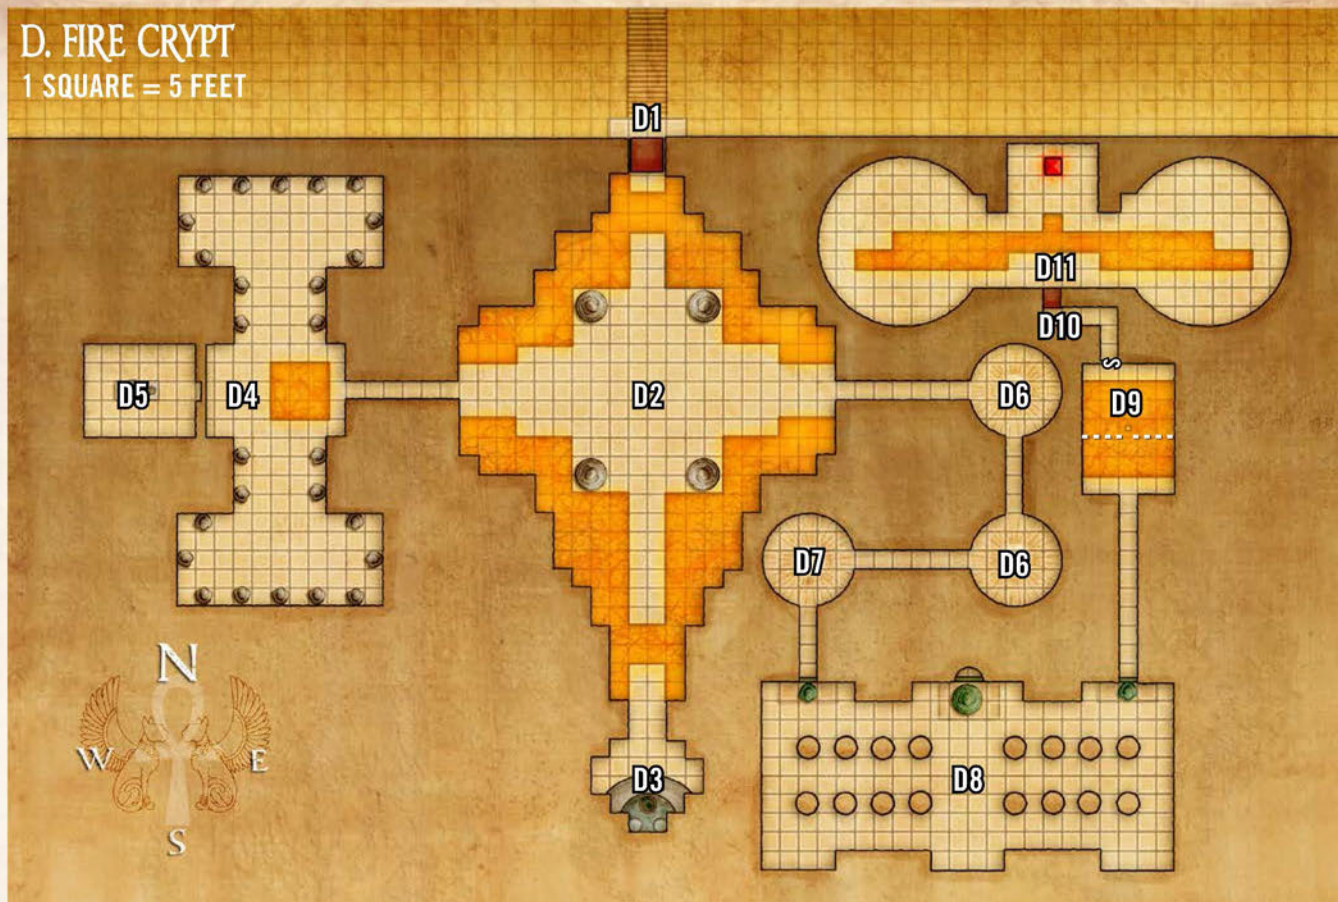 D. FIRE CRYPT
1 SQUARE = 5 FEET
D1
D11
D10
S
D5
D4
D2
D6
D9
D7
D6
N
W
E
S
D3
D8